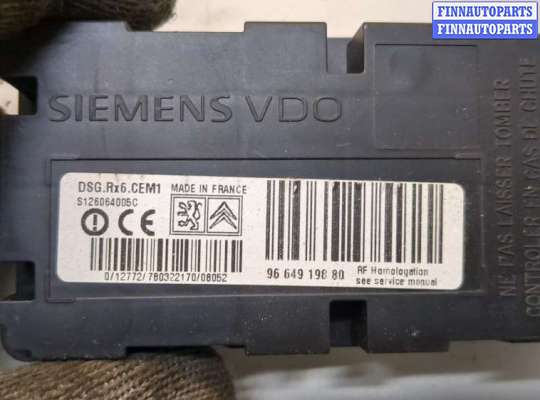 FINNAUTOPARTS
FINNAUTOPARTS
SIEMENS VDO
DSG.Rx6.CEM1
MADE IN FRANCE
S126064005C
CE
0/12772/780322170/08052
96 649 198 80
RF Homologation
see service manual
NE PAS LAISSER TOMBER
CONTROLER EN CAS DE CHUTE